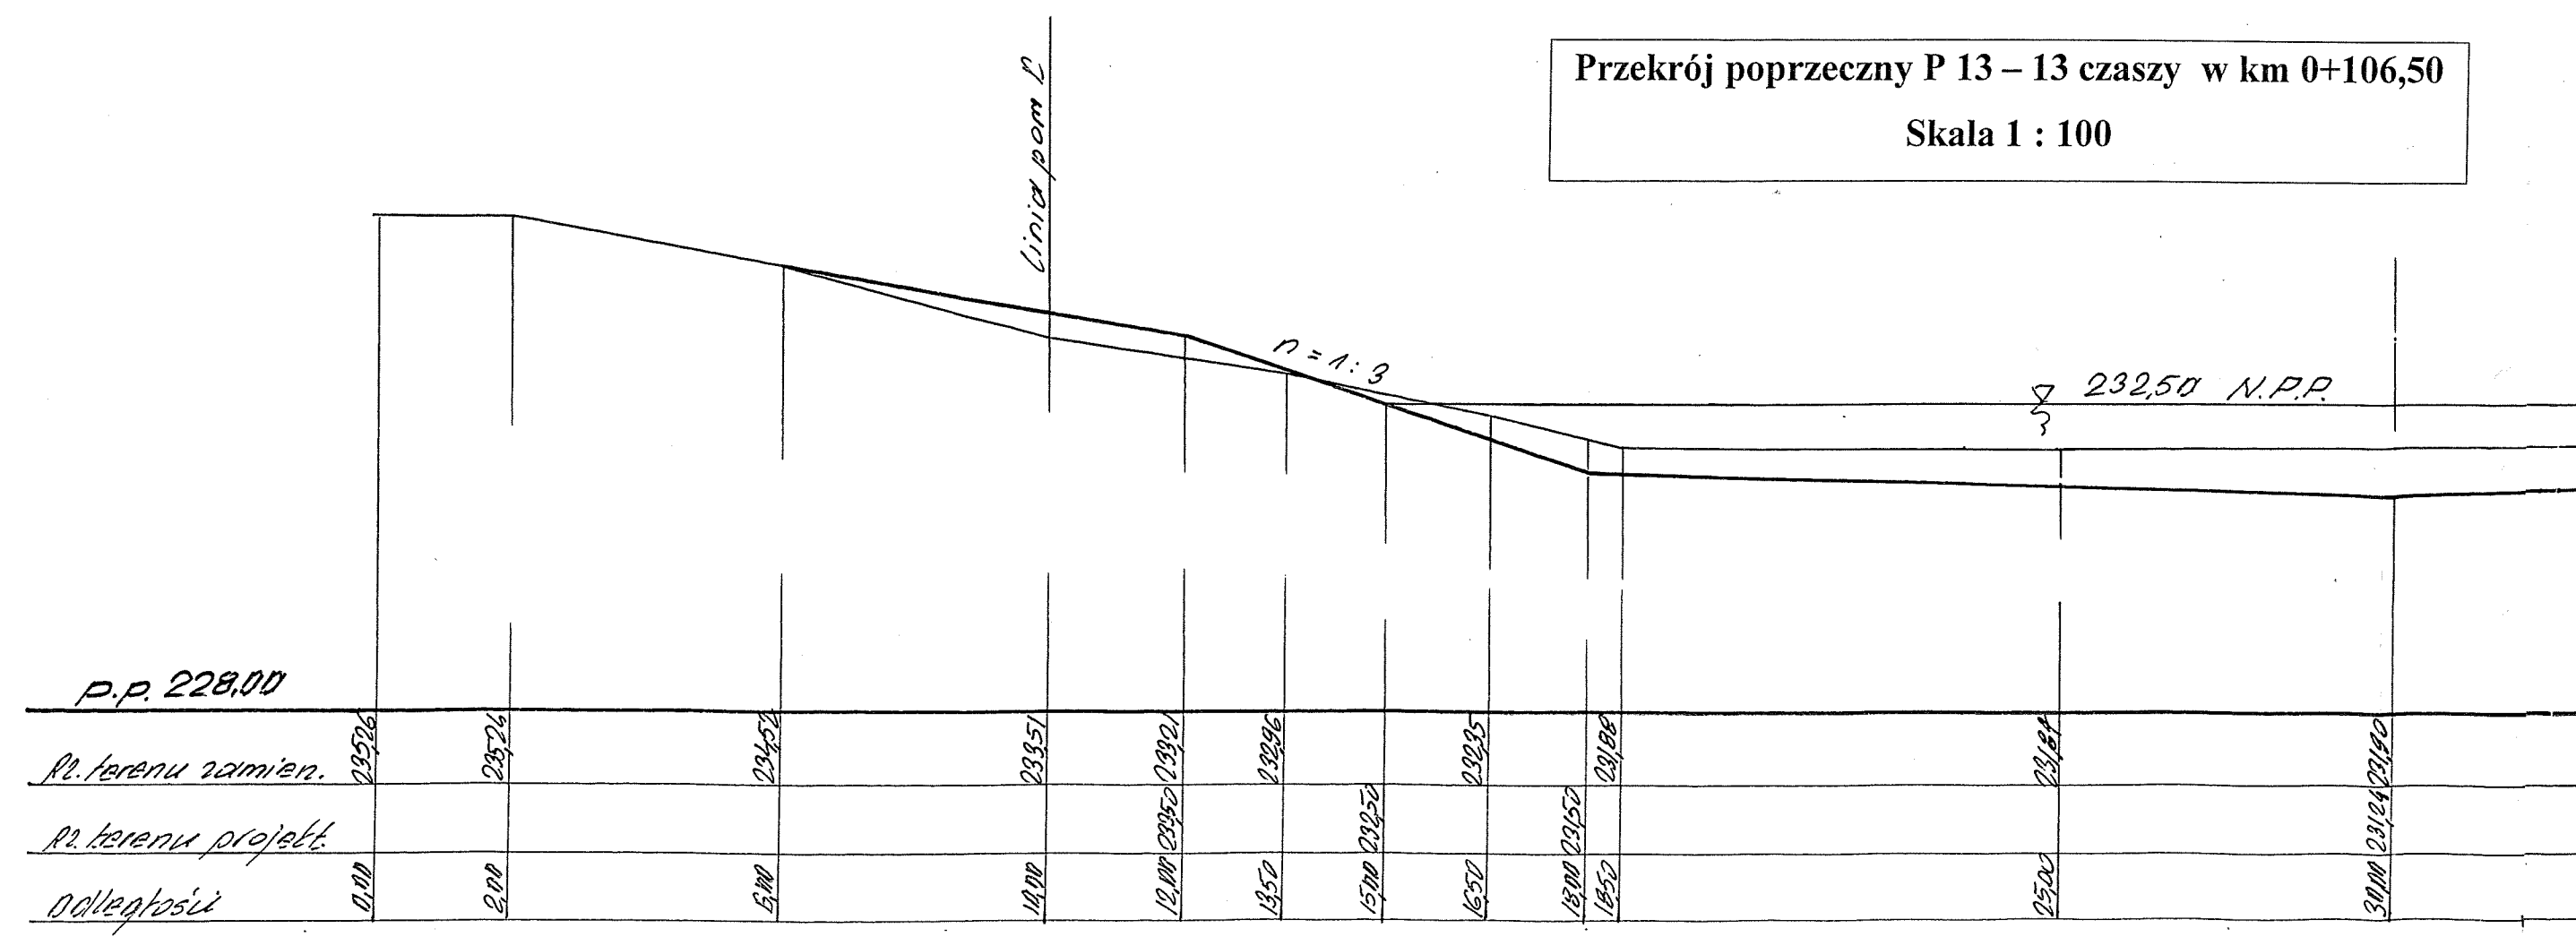 Przekrój poprzeczny P 13 – 13 czaszy w km 0+106,50
Skala 1 : 100
Linia pom
n = 1:3
232,50 N.P.P.
P.P. 228,00
Rz. terenu zamien. 235,26 235,26 234,52 233,51 233,21 232,96 232,35 231,88 231,90
Rz. terenu projekt. 233,50 232,50 231,50 231,24
Odległości 0,00 2,00 6,00 10,00 12,00 13,50 15,00 16,50 18,00 18,50 25,00 30,00